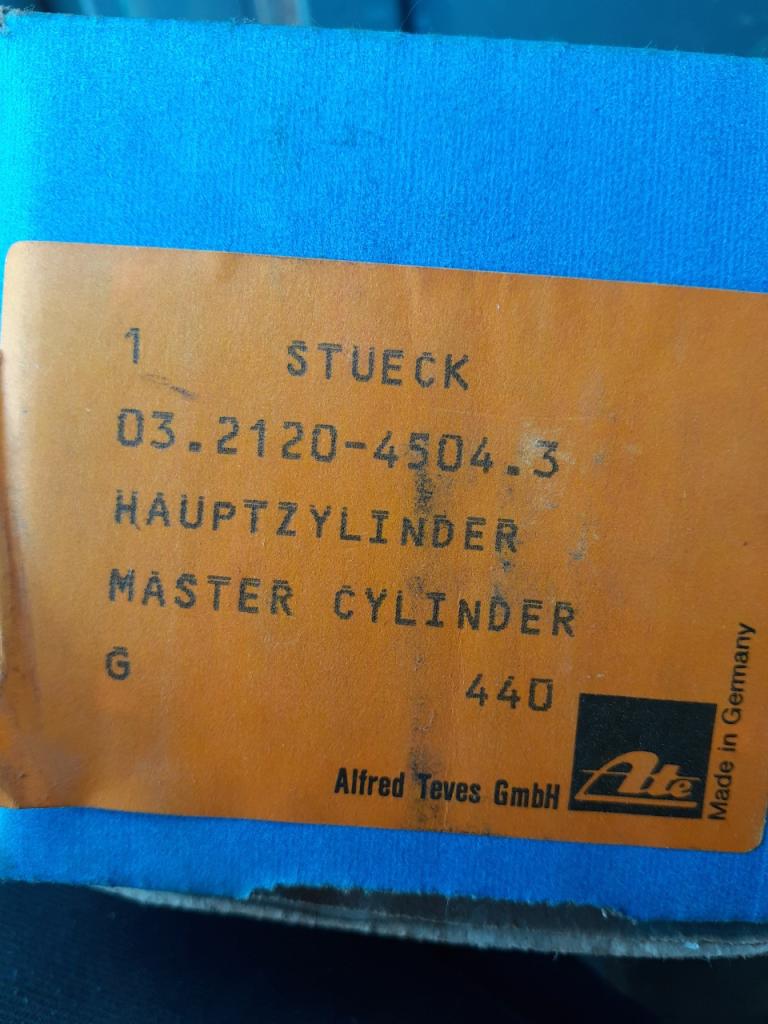 1 STUECK
03.2120-4504.3
HAUPTZYLINDER
MASTER CYLINDER
G 440
Alfred Teves GmbH
Ate
Made in Germany